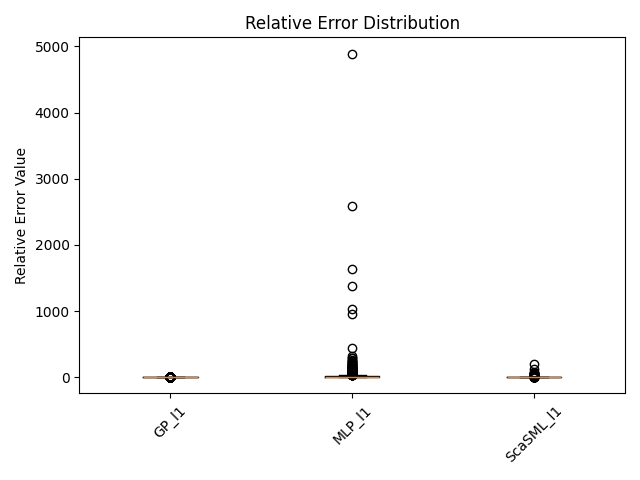 Relative Error Distribution
Relative Error Value
5000
4000
3000
2000
1000
0
GP_l1
MLP_l1
ScaSML_l1